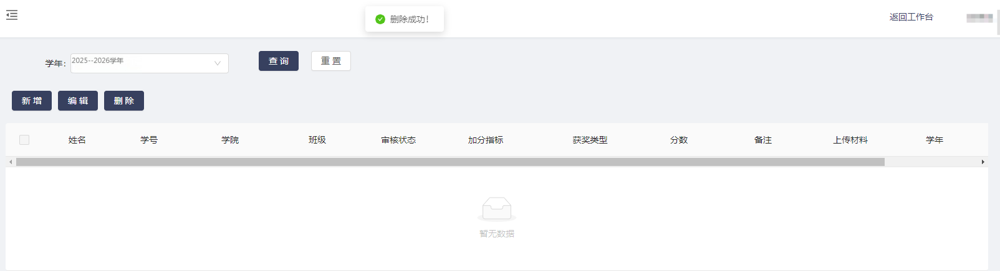 删除成功！
返回工作台
学年： 2025--2026学年 查 询 重 置
新 增 编 辑 删 除
姓名 学号 学院 班级 审核状态 加分指标 获奖类型 分数 备注 上传材料 学年
暂无数据